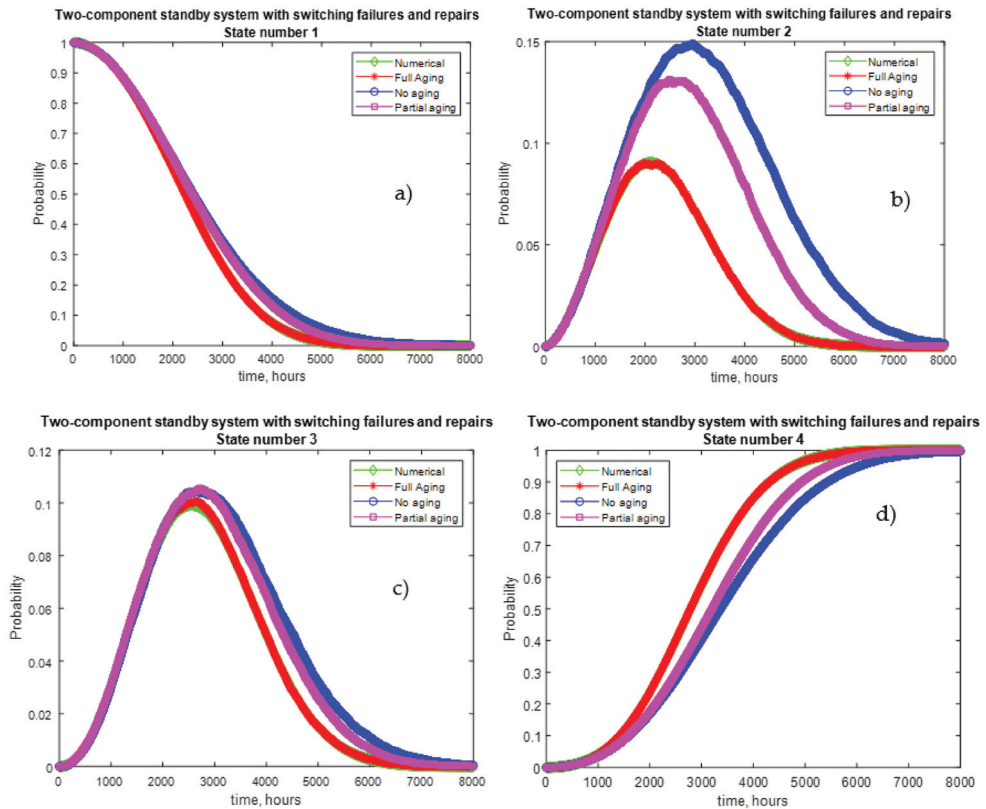 Two-component standby system with switching failures and repairs
State number 1
1
0.9
0.8
0.7
0.6
0.5
0.4
0.3
0.2
0.1
0
Probability
Numerical
Full Aging
No aging
Partial aging
a)
0 1000 2000 3000 4000 5000 6000 7000 8000
time, hours
Two-component standby system with switching failures and repairs
State number 2
0.15
0.1
0.05
0
Probability
Numerical
Full Aging
No aging
Partial aging
b)
0 1000 2000 3000 4000 5000 6000 7000 8000
time, hours
Two-component standby system with switching failures and repairs
State number 3
0.12
0.1
0.08
0.06
0.04
0.02
0
Probability
Numerical
Full Aging
No aging
Partial aging
c)
0 1000 2000 3000 4000 5000 6000 7000 8000
time, hours
Two-component standby system with switching failures and repairs
State number 4
1
0.9
0.8
0.7
0.6
0.5
0.4
0.3
0.2
0.1
0
Probability
Numerical
Full Aging
No aging
Partial aging
d)
0 1000 2000 3000 4000 5000 6000 7000 8000
time, hours